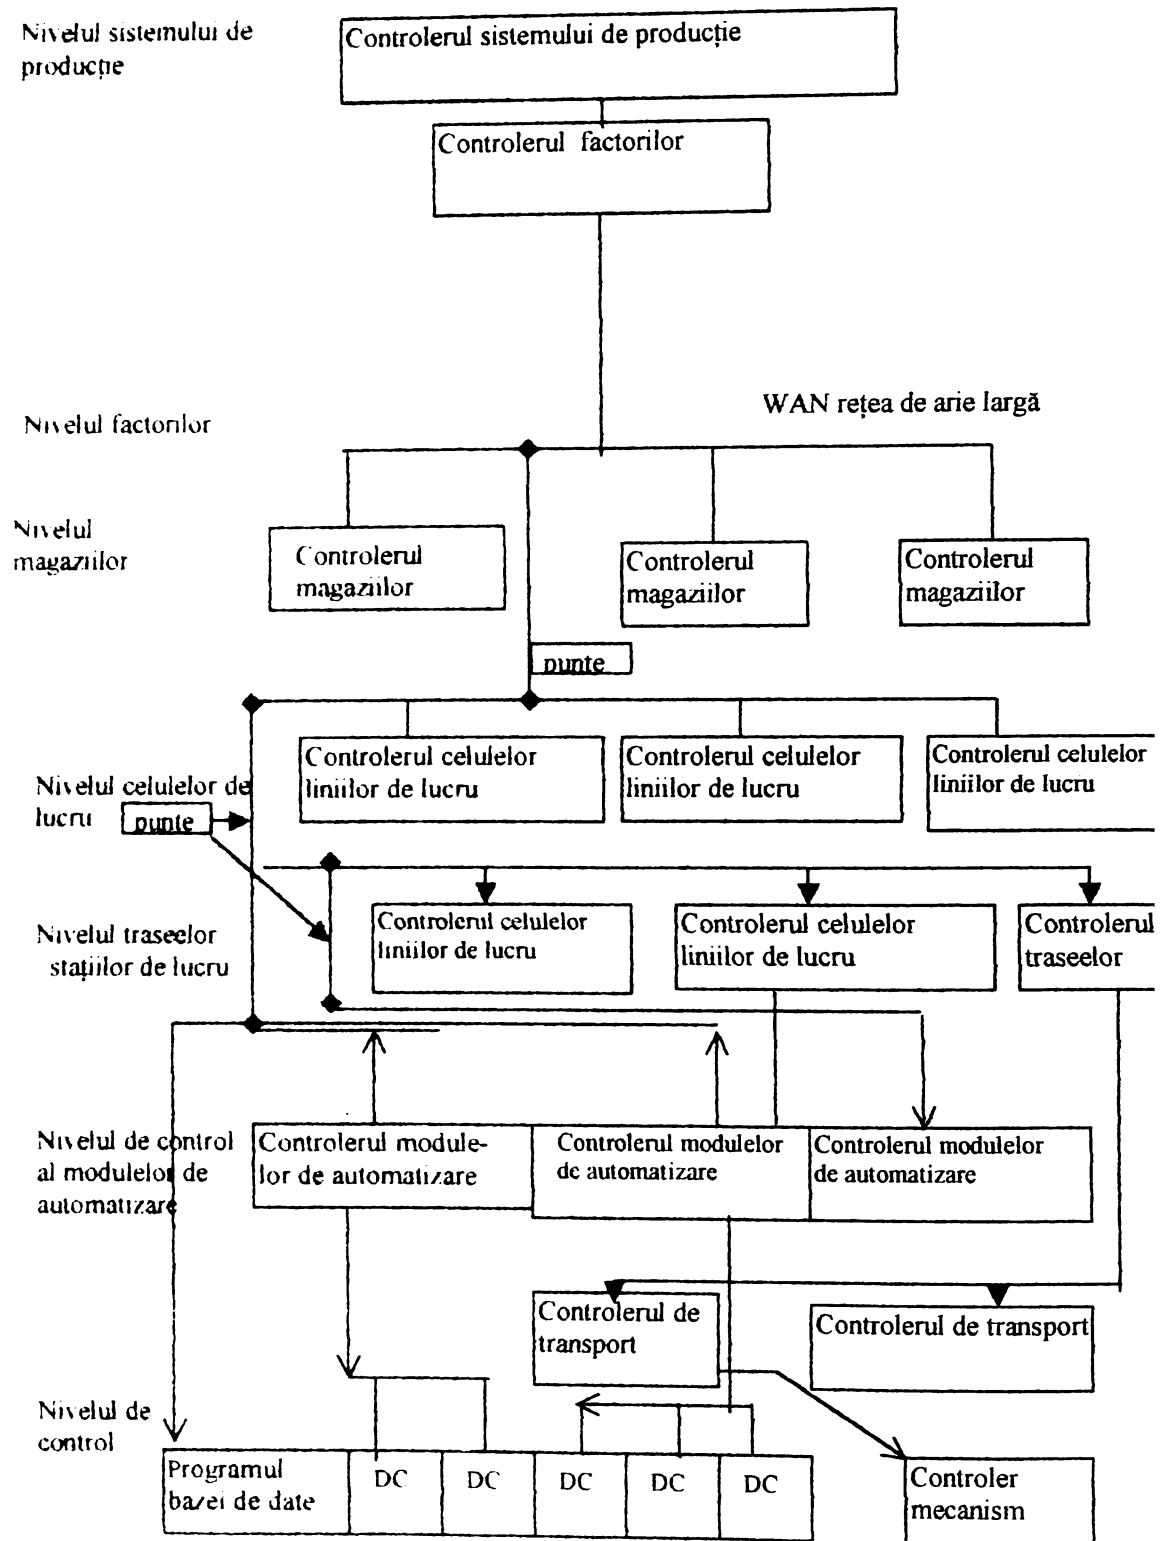 Nivelul sistemului de
producție
Controlerul sistemului de producție
Controlerul factorilor
WAN rețea de arie largă
Nivelul factorilor
Nivelul
magaziilor
Controlerul
magaziilor
Controlerul
magaziilor
Controlerul
magaziilor
punte
Controlerul celulelor
liniilor de lucru
Controlerul celulelor
liniilor de lucru
Controlerul celulelor
liniilor de lucru
Nivelul celulelor de
lucru
punte
Nivelul traseelor
stațiilor de lucru
Controlerul celulelor
liniilor de lucru
Controlerul celulelor
liniilor de lucru
Controlerul
traseelor
Nivelul de control
al modulelor de
automatizare
Controlerul module-
lor de automatizare
Controlerul modulelor
de automatizare
Controlerul modulelor
de automatizare
Controlerul de
transport
Controlerul de transport
Nivelul de
control
Programul
bazei de date
DC
DC
DC
DC
DC
Controler
mecanism